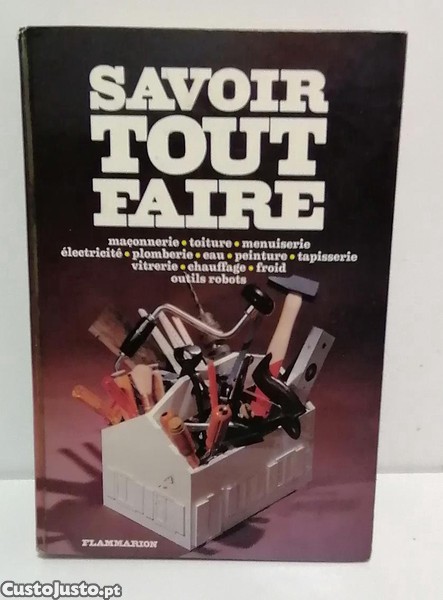 SAVOIR
TOUT
FAIRE
maçonnerie • toiture • menuiserie
électricité • plomberie • eau • peinture • tapisserie
vitrerie • chauffage • froid
outils robots
FLAMMARION
CustoJusto.pt